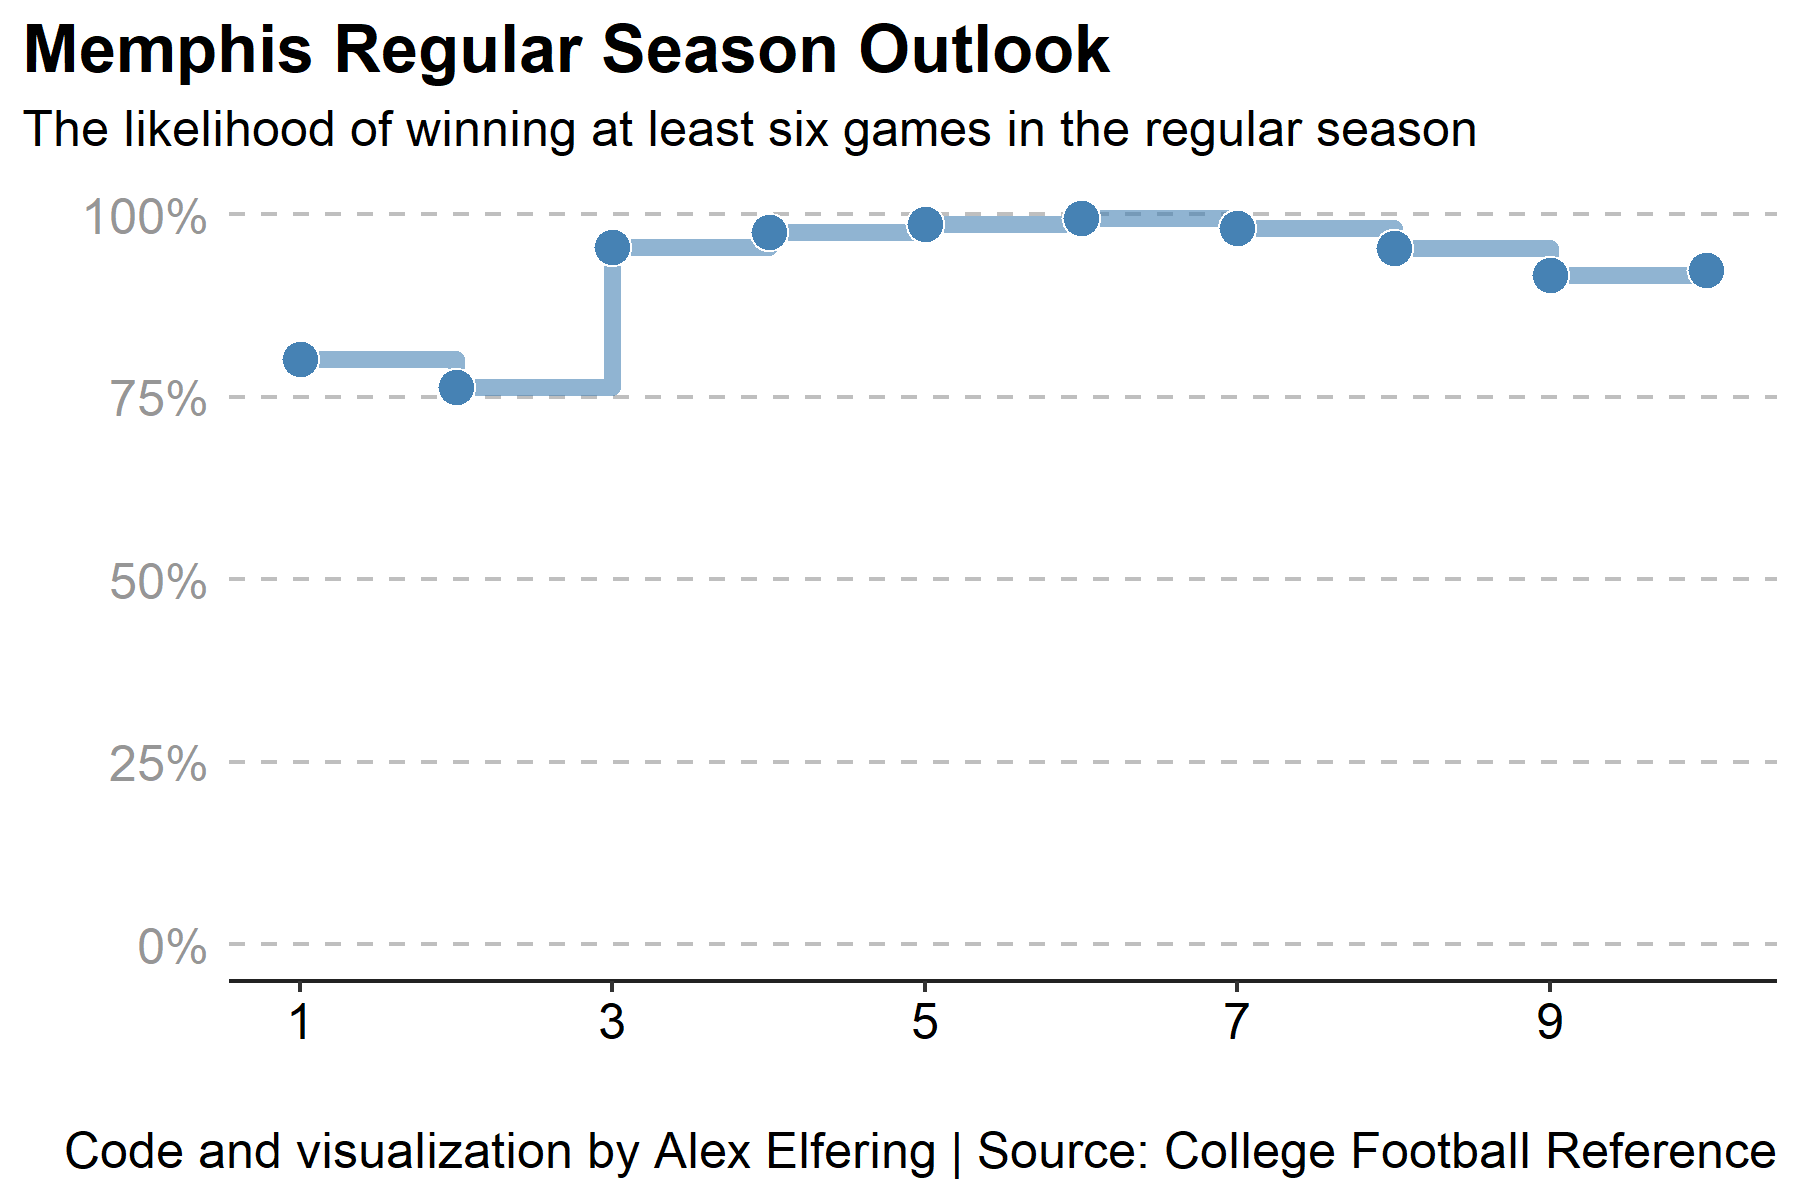 Memphis Regular Season Outlook
The likelihood of winning at least six games in the regular season
100%
75%
50%
25%
0%
1 3 5 7 9
Code and visualization by Alex Elfering | Source: College Football Reference